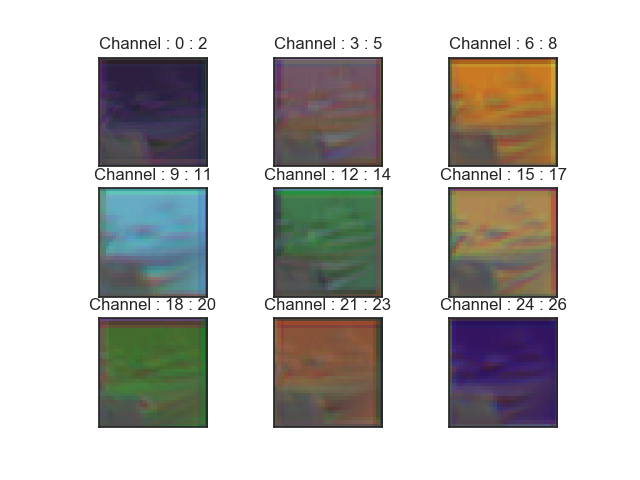 Channel : 0 : 2
Channel : 3 : 5
Channel : 6 : 8
Channel : 9 : 11
Channel : 12 : 14
Channel : 15 : 17
Channel : 18 : 20
Channel : 21 : 23
Channel : 24 : 26